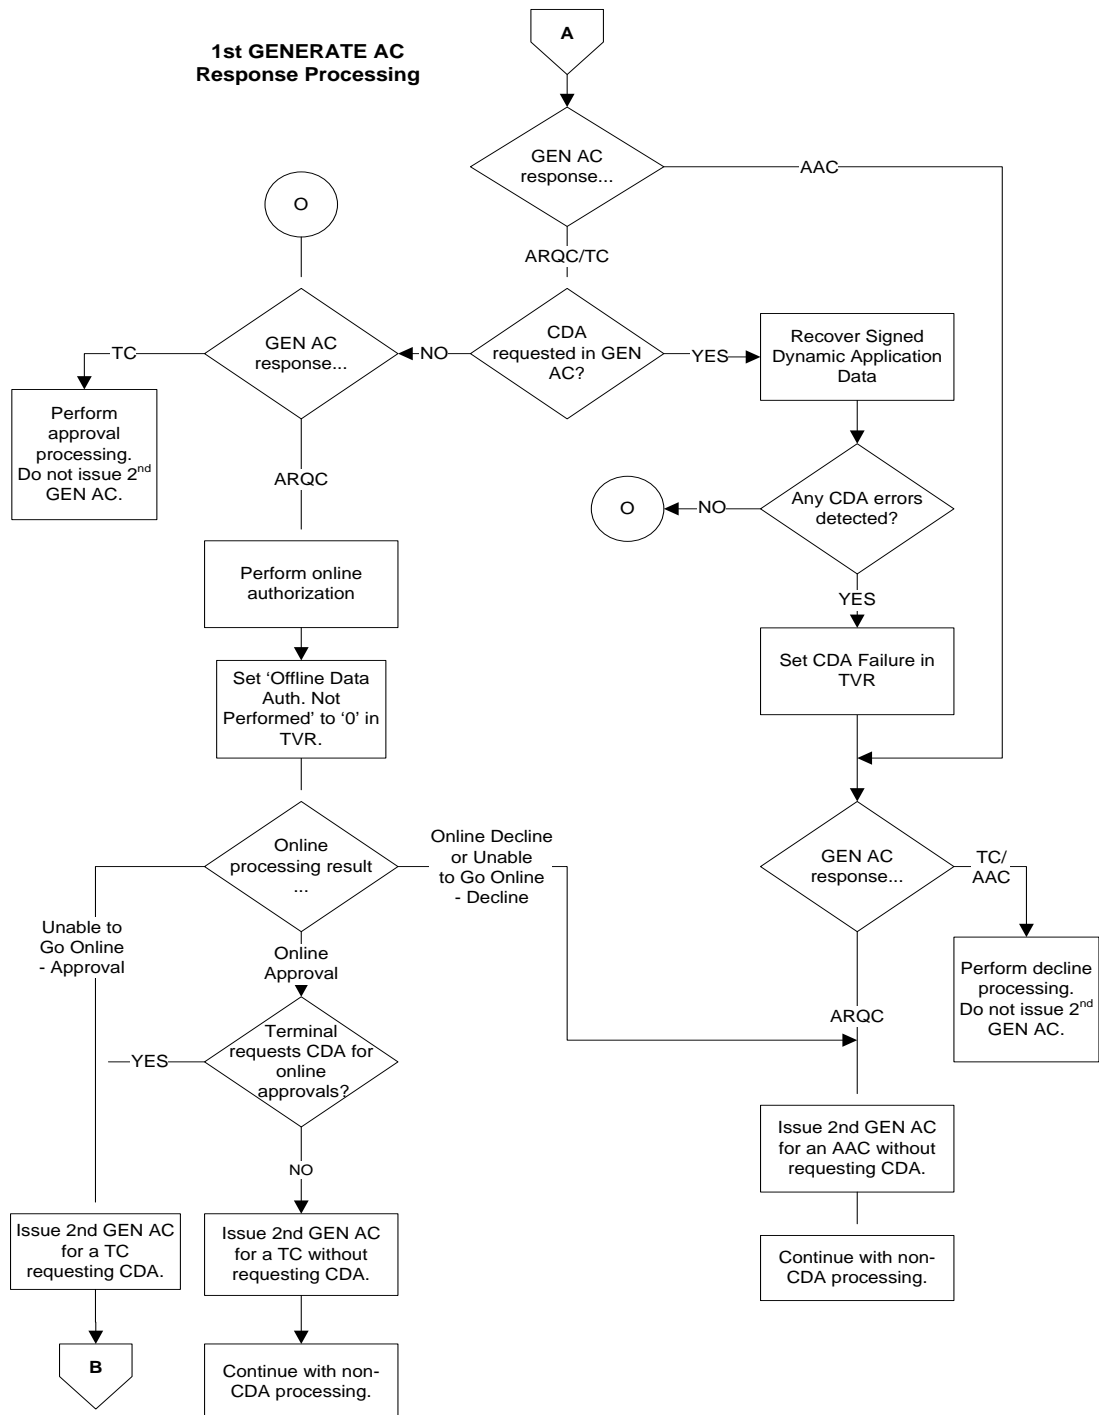 A
1st GENERATE AC
Response Processing
GEN AC
response...
AAC
O
ARQC/TC
GEN AC
response...
NO
CDA
requested in GEN
AC?
YES
Recover Signed
Dynamic Application
Data
TC
Perform
approval
processing.
Do not issue 2nd
GEN AC.
ARQC
O
NO
Any CDA errors
detected?
Perform online
authorization
YES
Set CDA Failure in
TVR
Set ‘Offline Data
Auth. Not
Performed’ to ‘0’ in
TVR.
Online
processing result
...
Online Decline
or Unable
to Go Online
- Decline
GEN AC
response...
TC/
AAC
Unable to
Go Online
- Approval
Online
Approval
Perform decline
processing.
Do not issue 2nd
GEN AC.
ARQC
YES
Terminal
requests CDA for
online
approvals?
Issue 2nd GEN AC
for an AAC without
requesting CDA.
NO
Issue 2nd GEN AC
for a TC
requesting CDA.
Issue 2nd GEN AC
for a TC without
requesting CDA.
Continue with non-
CDA processing.
B
Continue with non-
CDA processing.